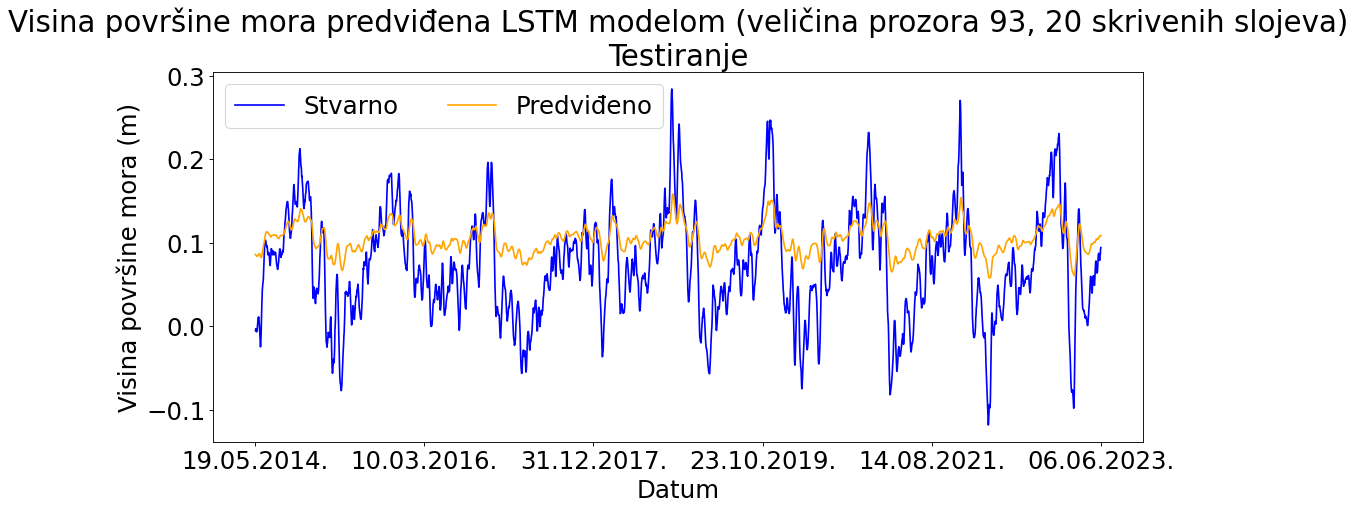 Visina površine mora predviđena LSTM modelom (veličina prozora 93, 20 skrivenih slojeva)
Testiranje
Stvarno Predviđeno
Visina površine mora (m)
0.3
0.2
0.1
0.0
−0.1
19.05.2014. 10.03.2016. 31.12.2017. 23.10.2019. 14.08.2021. 06.06.2023.
Datum